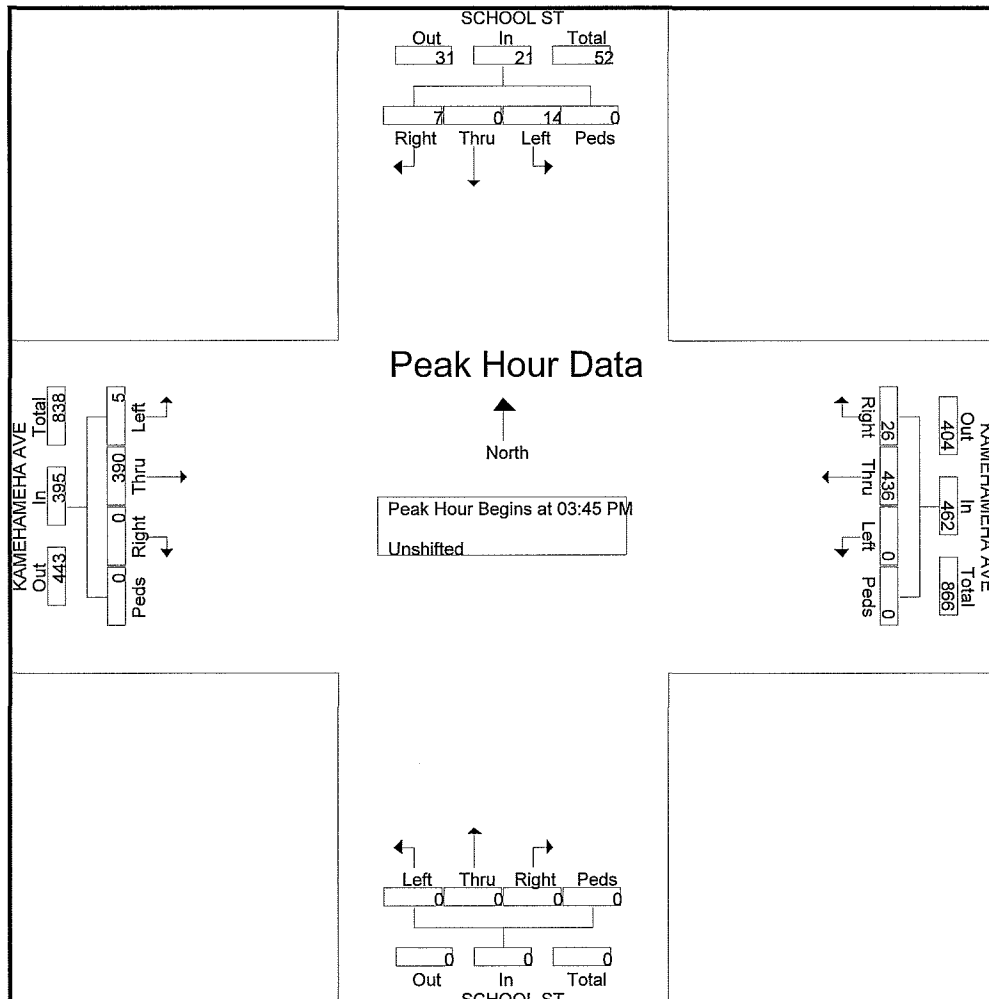 SCHOOL ST
Out In Total
31 21 52
7 0 14 0
Right Thru Left Peds
Peak Hour Data
North
Peak Hour Begins at 03:45 PM
Unshifted
KAMEHAMEHA AVE
Out In Total
443 395 838
5 390 0 0
Left Thru Right Peds
KAMEHAMEHA AVE
Out In Total
404 462 866
26 436 0 0
Right Thru Left Peds
Left Thru Right Peds
0 0 0 0
0 0 0
Out In Total
SCHOOL ST